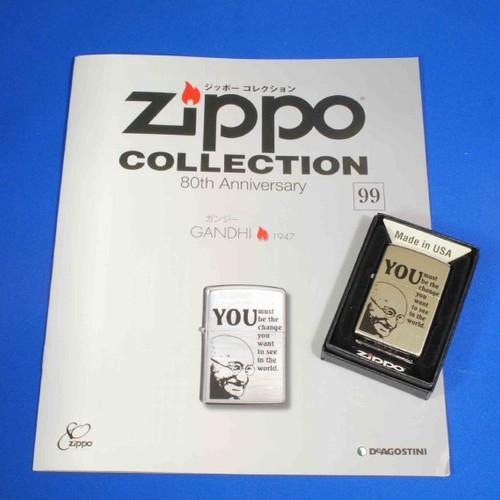 ジッポー コレクション
zippo
COLLECTION
80th Anniversary
99
ガンジー
GANDHI 1947
YOU must
be the
change
you
want
to see
in the
world.
zippo
DeAGOSTINI
Made in USA
YOU must
be the
change
you
want
to see
in the
world.
zippo